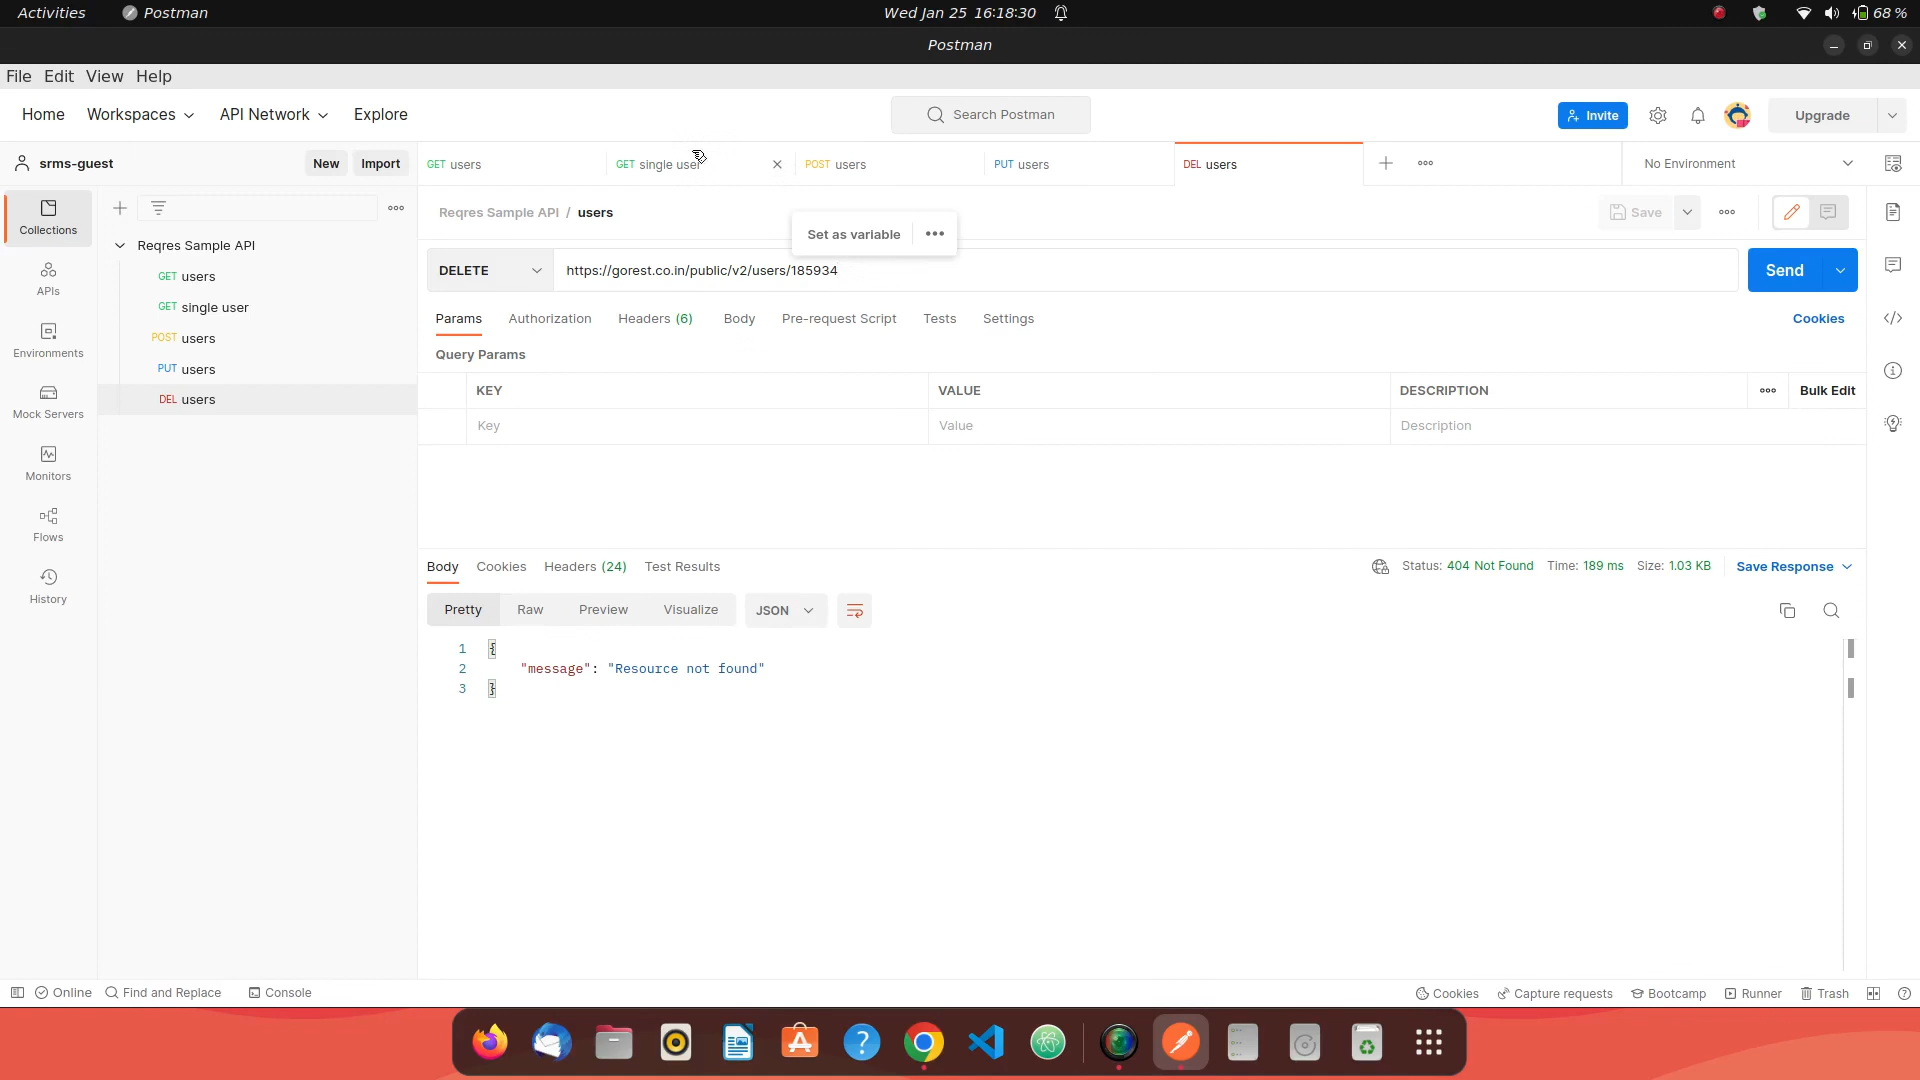 Activities Postman Wed Jan 25 16:18:30 68 %
Postman
File Edit View Help
Home Workspaces API Network Explore Search Postman Invite Upgrade
srms-guest New Import GET users GET single user POST users PUT users DEL users No Environment
Collections
APIs
Environments
Mock Servers
Monitors
Flows
History
Reqres Sample API
GET users
GET single user
POST users
PUT users
DEL users
Reqres Sample API / users Save
Set as variable
DELETE https://gorest.co.in/public/v2/users/185934 Send
Params Authorization Headers (6) Body Pre-request Script Tests Settings Cookies
Query Params
KEY VALUE DESCRIPTION Bulk Edit
Key Value Description
Body Cookies Headers (24) Test Results Status: 404 Not Found Time: 189 ms Size: 1.03 KB Save Response
Pretty Raw Preview Visualize JSON
1 {
2 "message": "Resource not found"
3 }
Online Find and Replace Console Cookies Capture requests Bootcamp Runner Trash